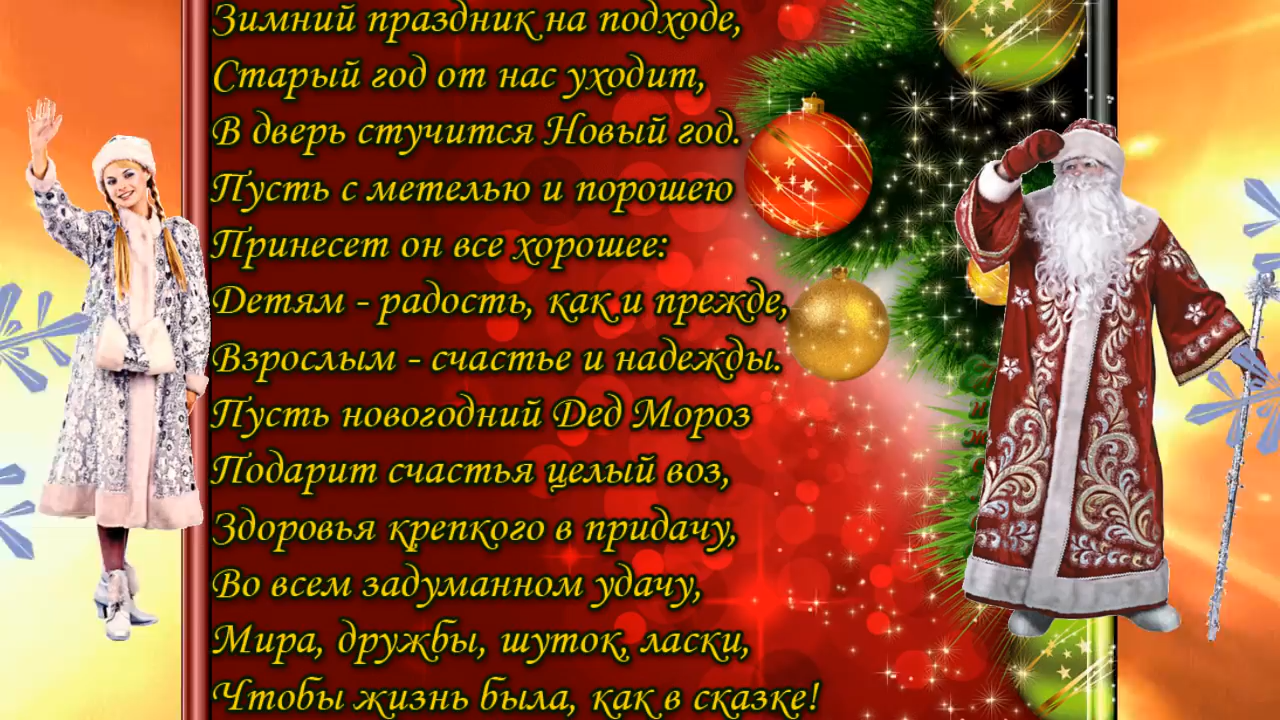 Зимний праздник на подходе,
Старый год от нас уходит,
В дверь стучится Новый год.
Пусть с метелью и порошею
Принесет он все хорошее:
Детям - радость, как и прежде,
Взрослым - счастье и надежды.
Пусть новогодний Дед Мороз
Подарит счастья целый воз,
Здоровья крепкого в придачу,
Во всем задуманном удачу,
Мира, дружбы, шуток, ласки,
Чтобы жизнь была, как в сказке!